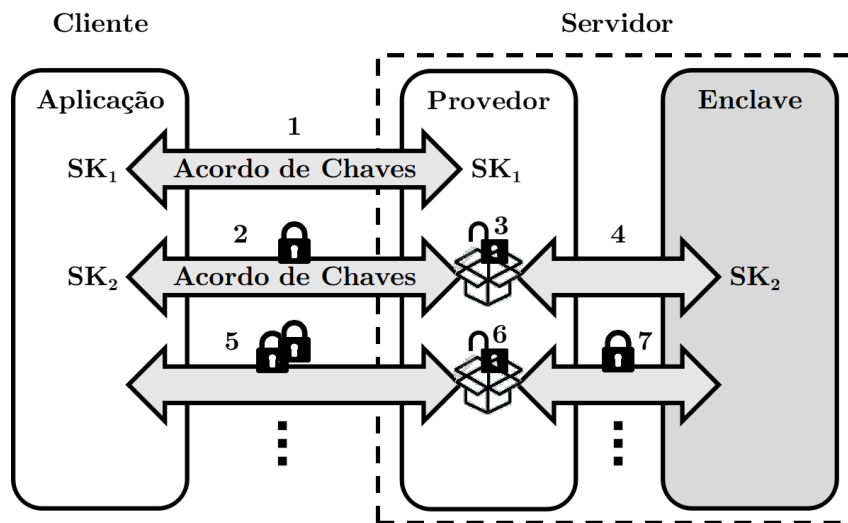 Cliente
Servidor
Aplicação
Provedor
Enclave
1
SK₁
Acordo de Chaves
SK₁
2
3
4
SK₂
Acordo de Chaves
SK₂
5
6
7